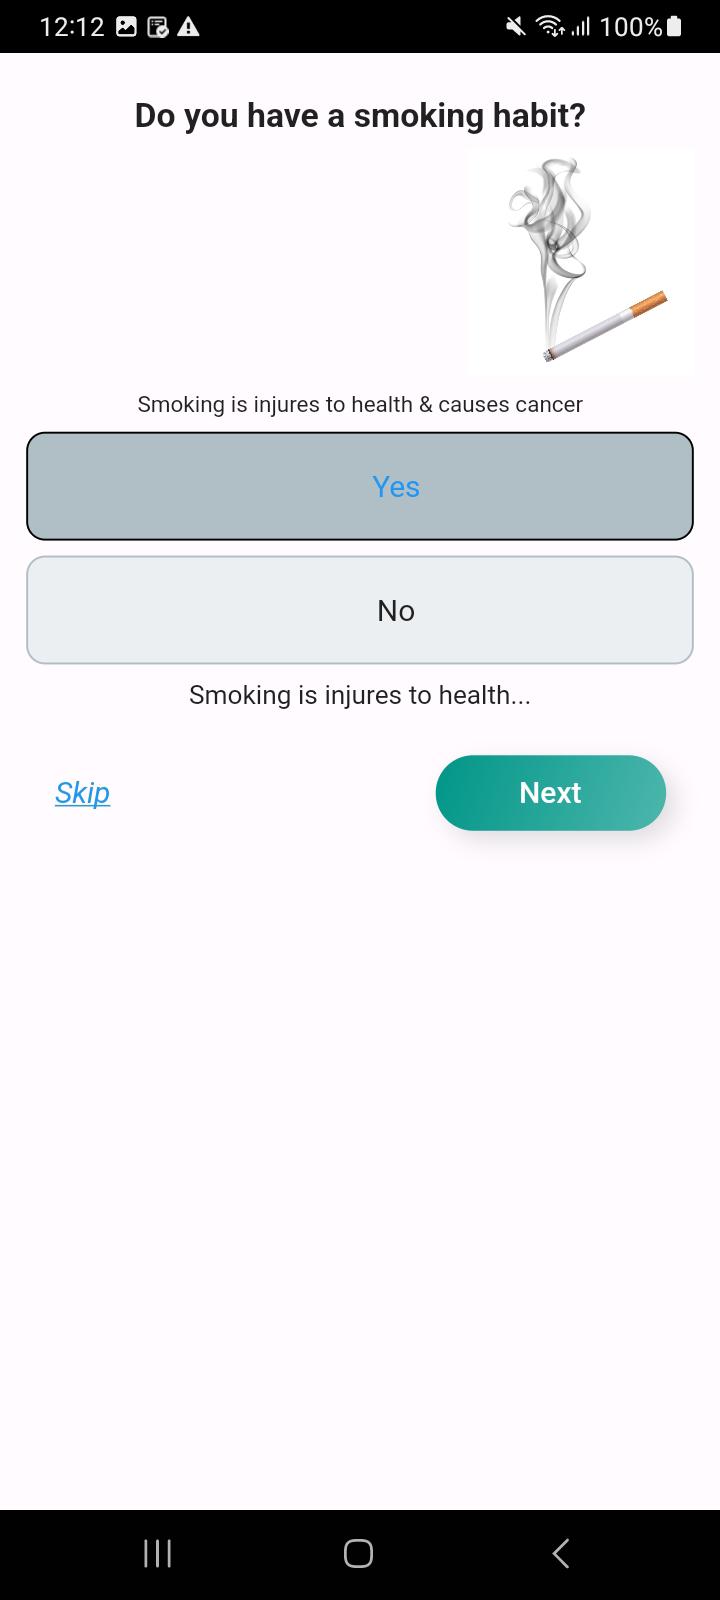 12:12 100%
Do you have a smoking habit?
Smoking is injures to health & causes cancer
Yes
No
Smoking is injures to health...
Skip Next